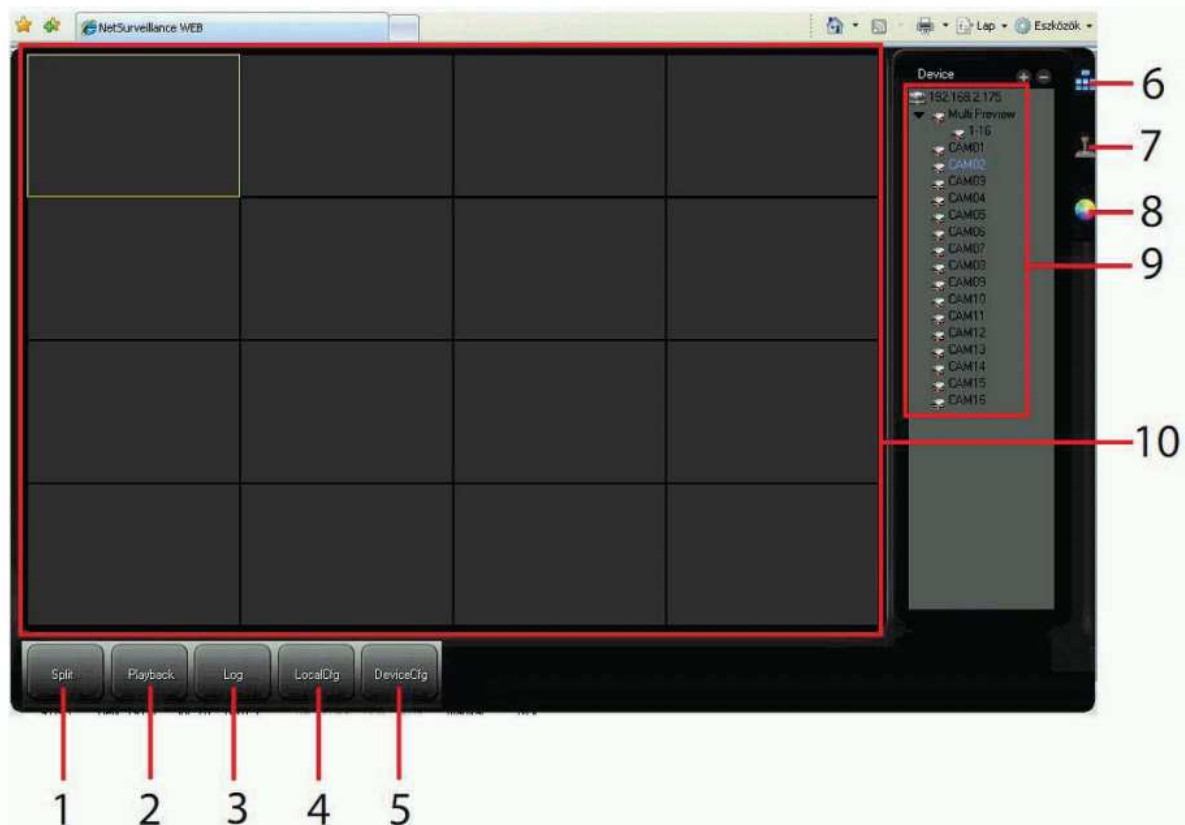 NetSurveillance WEB
Lap
Eszközök
Device
192.168.2.175
Multi Preview
1-16
CAM01
CAM02
CAM03
CAM04
CAM05
CAM06
CAM07
CAM08
CAM09
CAM10
CAM11
CAM12
CAM13
CAM14
CAM15
CAM16
6
7
8
9
10
Split
Playback
Log
LocalCfg
DeviceCfg
1
2
3
4
5